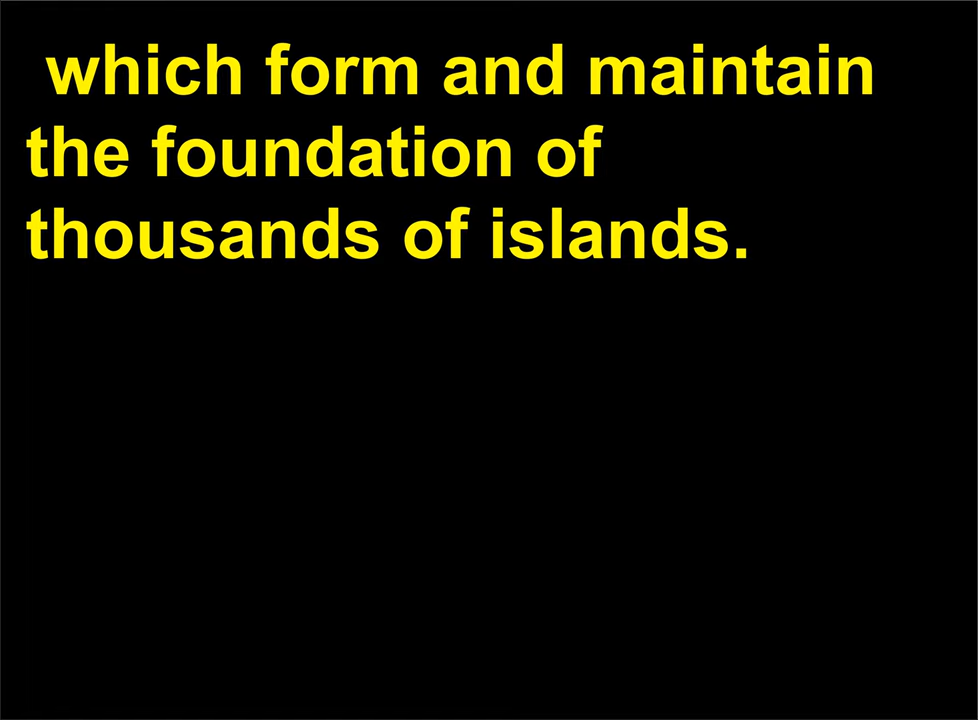 which form and maintain
the foundation of
thousands of islands.